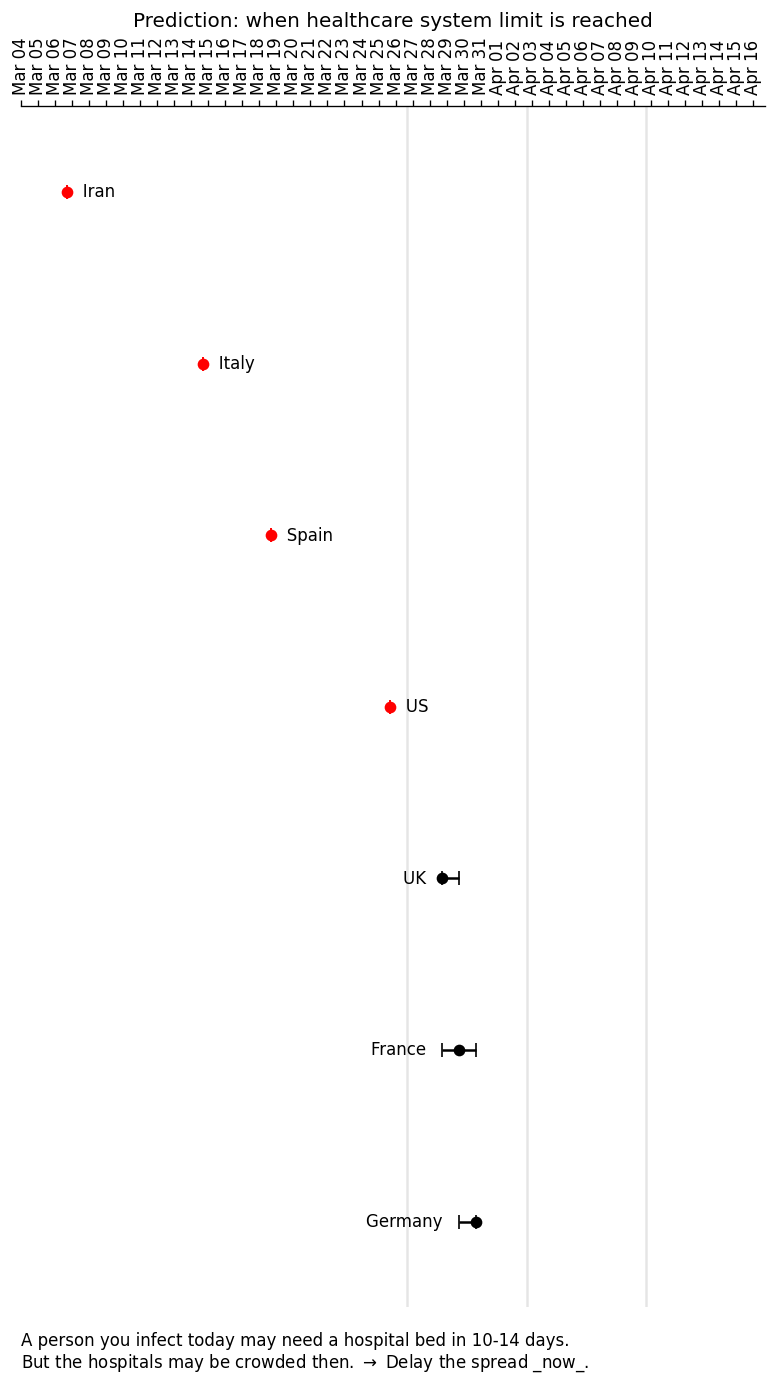 Prediction: when healthcare system limit is reached
Mar 04
Mar 05
Mar 06
Mar 07
Mar 08
Mar 09
Mar 10
Mar 11
Mar 12
Mar 13
Mar 14
Mar 15
Mar 16
Mar 17
Mar 18
Mar 19
Mar 20
Mar 21
Mar 22
Mar 23
Mar 24
Mar 25
Mar 26
Mar 27
Mar 28
Mar 29
Mar 30
Mar 31
Apr 01
Apr 02
Apr 03
Apr 04
Apr 05
Apr 06
Apr 07
Apr 08
Apr 09
Apr 10
Apr 11
Apr 12
Apr 13
Apr 14
Apr 15
Apr 16
Iran
Italy
Spain
US
UK
France
Germany
A person you infect today may need a hospital bed in 10-14 days.
But the hospitals may be crowded then. → Delay the spread _now_.